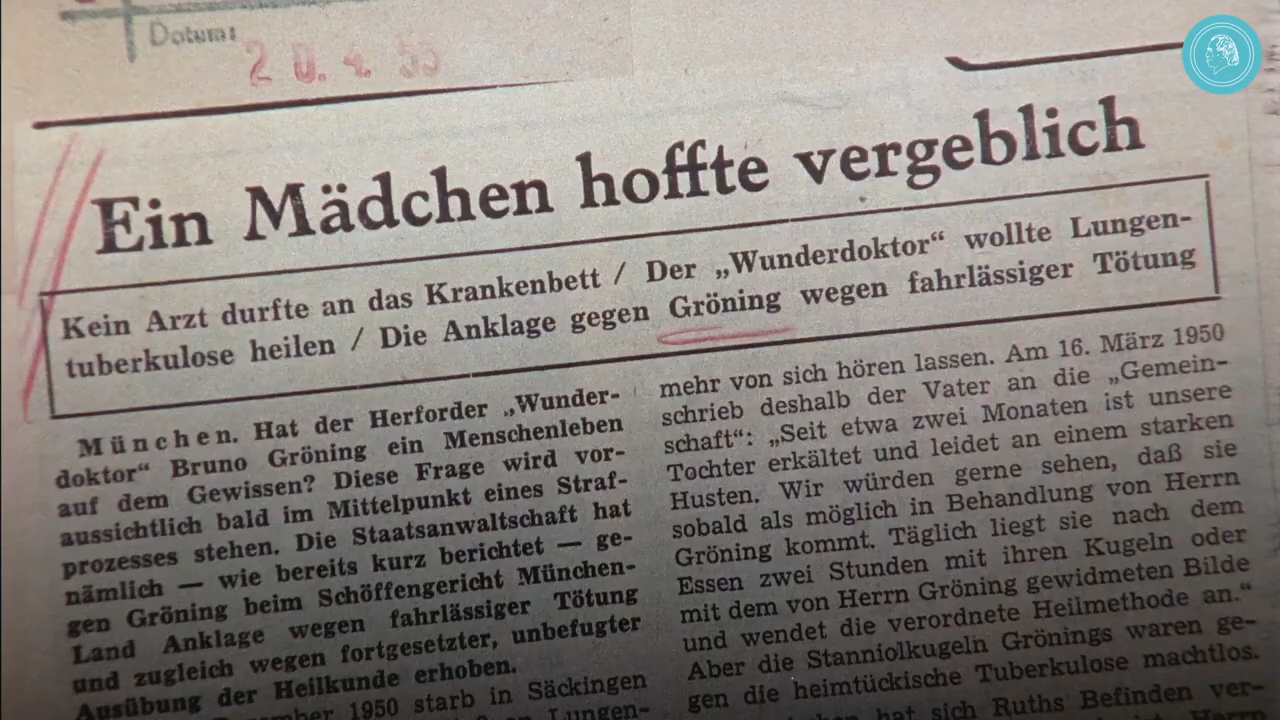 Datum:
20.4.55
Ein Mädchen hoffte vergeblich
Kein Arzt durfte an das Krankenbett / Der „Wunderdoktor“ wollte Lungen-
tuberkulose heilen / Die Anklage gegen Gröning wegen fahrlässiger Tötung
München. Hat der Herforder „Wunder-
doktor“ Bruno Gröning ein Menschenleben
auf dem Gewissen? Diese Frage wird vor-
aussichtlich bald im Mittelpunkt eines Straf-
prozesses stehen. Die Staatsanwaltschaft hat
nämlich — wie bereits kurz berichtet — ge-
gen Gröning beim Schöffengericht München-
Land Anklage wegen fahrlässiger Tötung
und zugleich wegen fortgesetzter, unbefugter
Ausübung der Heilkunde erhoben.
1950 starb in Säckingen
Lungen-
mehr von sich hören lassen. Am 16. März 1950
schrieb deshalb der Vater an die „Gemein-
schaft“: „Seit etwa zwei Monaten ist unsere
Tochter erkältet und leidet an einem starken
Husten. Wir würden gerne sehen, daß sie
sobald als möglich in Behandlung von Herrn
Gröning kommt. Täglich liegt sie nach dem
Essen zwei Stunden mit ihren Kugeln oder
mit dem von Herrn Gröning gewidmeten Bilde
und wendet die verordnete Heilmethode an.“
Aber die Stanniolkugeln Grönings waren ge-
gen die heimtückische Tuberkulose machtlos.
hat sich Ruths Befinden ver-
Herrn